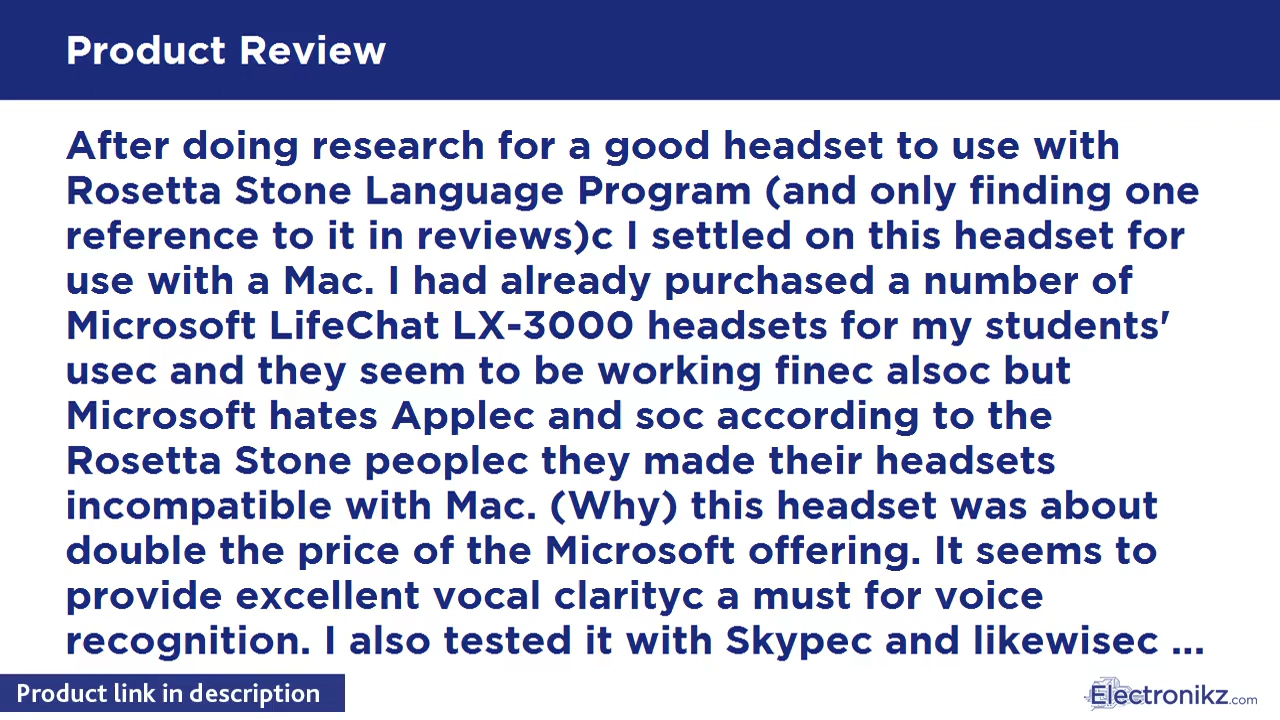 Product Review
After doing research for a good headset to use with
Rosetta Stone Language Program (and only finding one
reference to it in reviews)c I settled on this headset for
use with a Mac. I had already purchased a number of
Microsoft LifeChat LX-3000 headsets for my students'
usec and they seem to be working finec alsoc but
Microsoft hates Applec and soc according to the
Rosetta Stone peoplec they made their headsets
incompatible with Mac. (Why) this headset was about
double the price of the Microsoft offering. It seems to
provide excellent vocal clarityc a must for voice
recognition. I also tested it with Skypec and likewisec ...
Product link in description
Electronikz.com